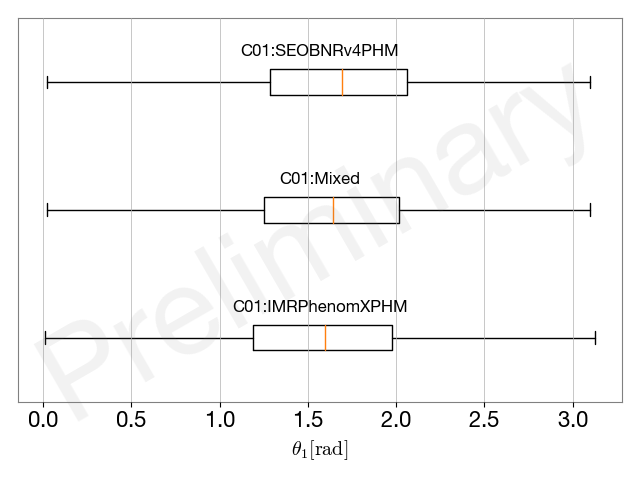 C01:SEOBNRv4PHM
C01:Mixed
C01:IMRPhenomXPHM
Preliminary
0.0 0.5 1.0 1.5 2.0 2.5 3.0
θ₁[rad]